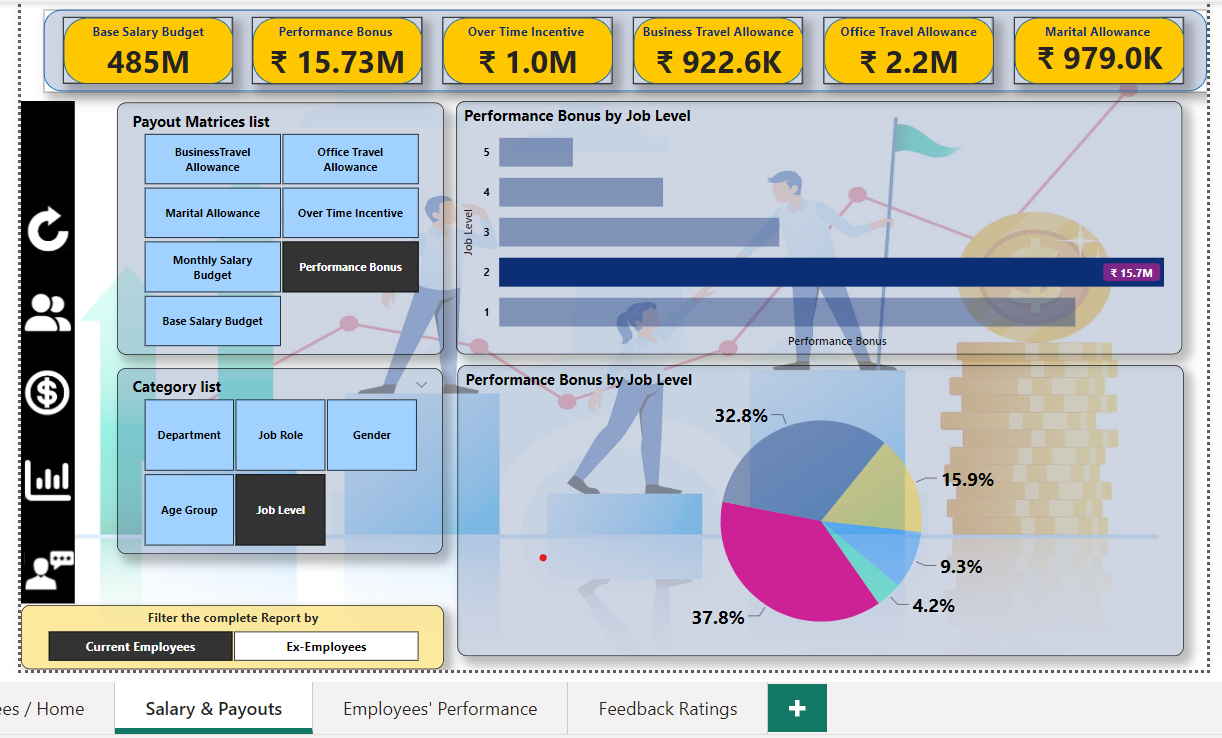 Base Salary Budget
485M
Performance Bonus
₹ 15.73M
Over Time Incentive
₹ 1.0M
Business Travel Allowance
₹ 922.6K
Office Travel Allowance
₹ 2.2M
Marital Allowance
₹ 979.0K
Payout Matrices list
BusinessTravel
Allowance
Office Travel
Allowance
Marital Allowance
Over Time Incentive
Monthly Salary
Budget
Performance Bonus
Base Salary Budget
Performance Bonus by Job Level
Job Level
5
4
3
2
1
₹ 15.7M
Performance Bonus
Category list
Department
Job Role
Gender
Age Group
Job Level
Performance Bonus by Job Level
32.8%
15.9%
9.3%
4.2%
37.8%
Filter the complete Report by
Current Employees
Ex-Employees
ees / Home
Salary & Payouts
Employees' Performance
Feedback Ratings